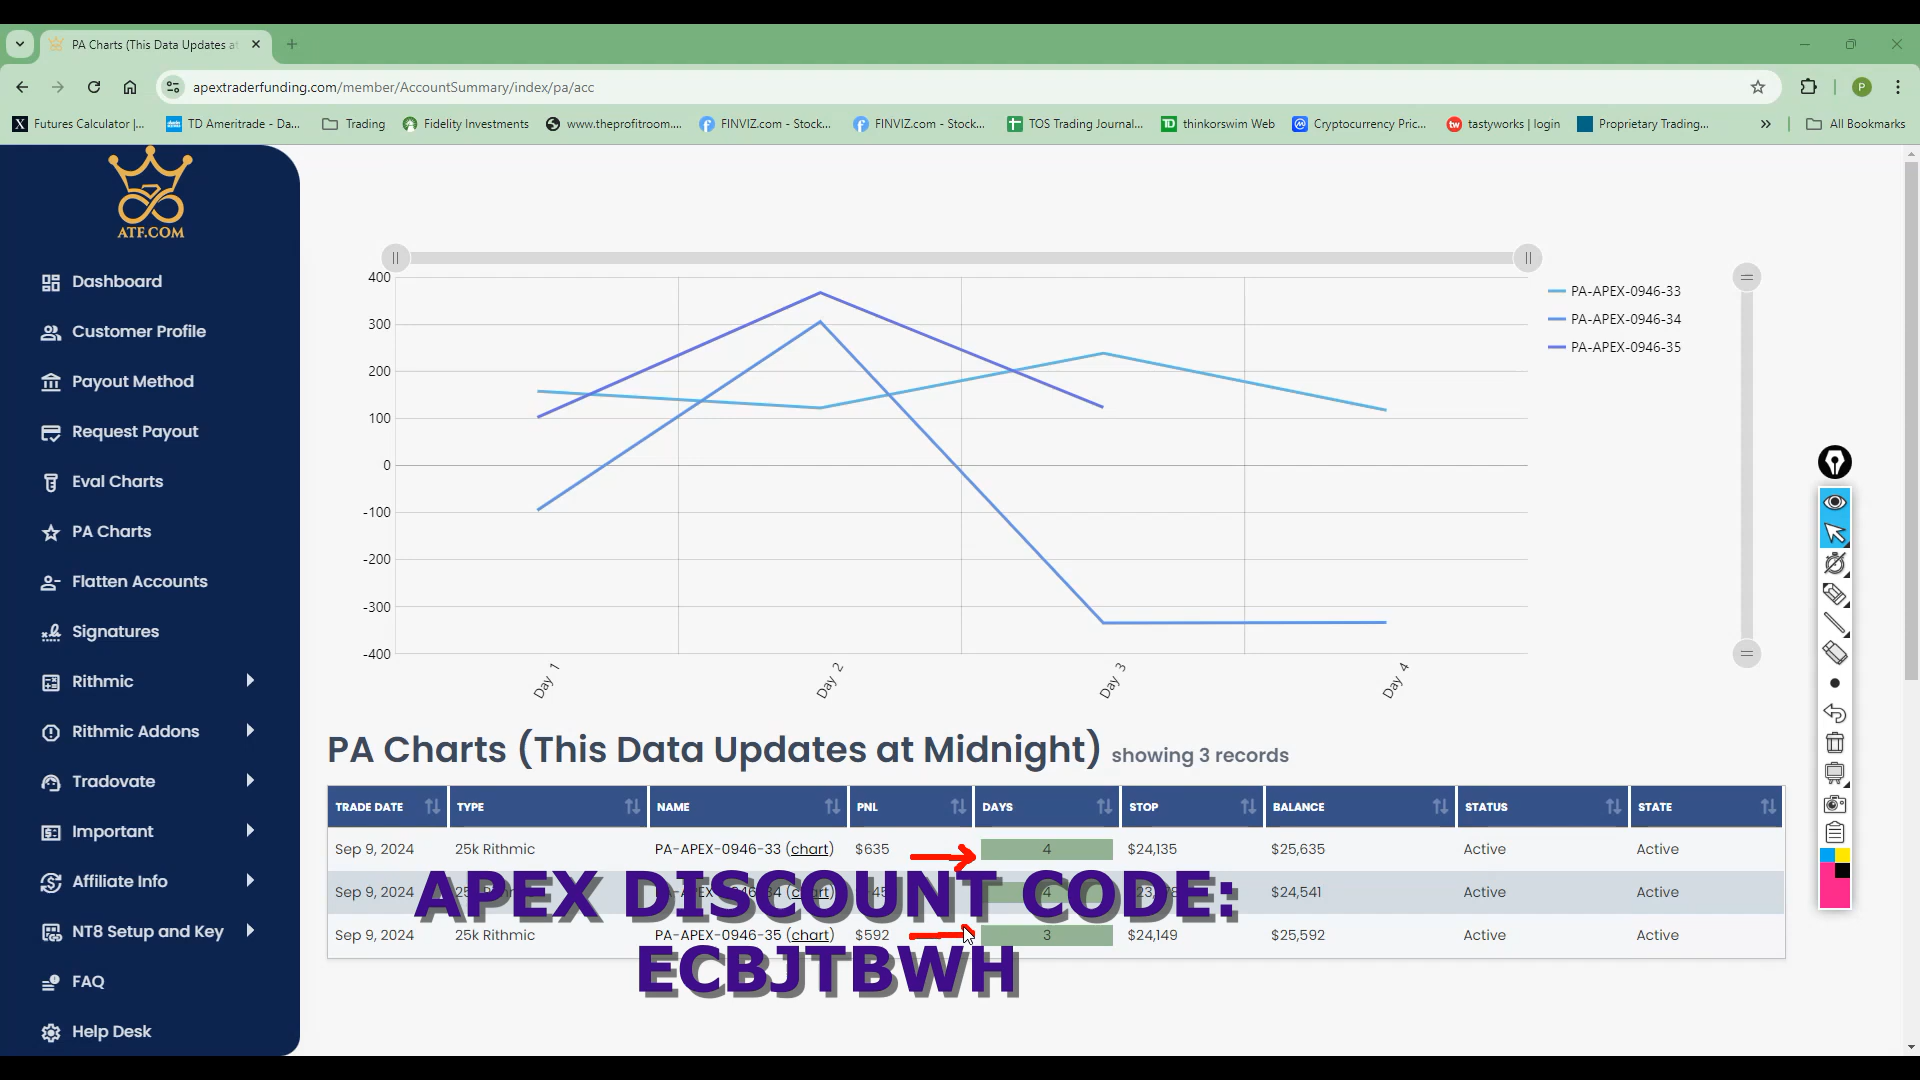 PA Charts (This Data Updates at
apextraderfunding.com/member/AccountSummary/index/pa/acc
Futures Calculator |...
TD Ameritrade - Da...
Trading
Fidelity Investments
www.theprofitroom....
FINVIZ.com - Stock...
FINVIZ.com - Stock...
TOS Trading Journal...
thinkorswim Web
Cryptocurrency Pric...
tastyworks | login
Proprietary Trading...
All Bookmarks
P
ATF.COM
Dashboard
Customer Profile
Payout Method
Request Payout
Eval Charts
PA Charts
Flatten Accounts
Signatures
Rithmic
Rithmic Addons
Tradovate
Important
Affiliate Info
NT8 Setup and Key
FAQ
Help Desk
400
300
200
100
0
-100
-200
-300
-400
Day 1
Day 2
Day 3
Day 4
PA-APEX-0946-33
PA-APEX-0946-34
PA-APEX-0946-35
PA Charts (This Data Updates at Midnight) showing 3 records
TRADE DATE TYPE NAME PNL DAYS STOP BALANCE STATUS STATE
Sep 9, 2024 25k Rithmic PA-APEX-0946-33 (chart) $635 4 $24,135 $25,635 Active Active
Sep 9, 2024 4 $24,541 Active Active
Sep 9, 2024 25k Rithmic PA-APEX-0946-35 (chart) $592 3 $24,149 $25,592 Active Active
APEX DISCOUNT CODE:
ECBJTBWH